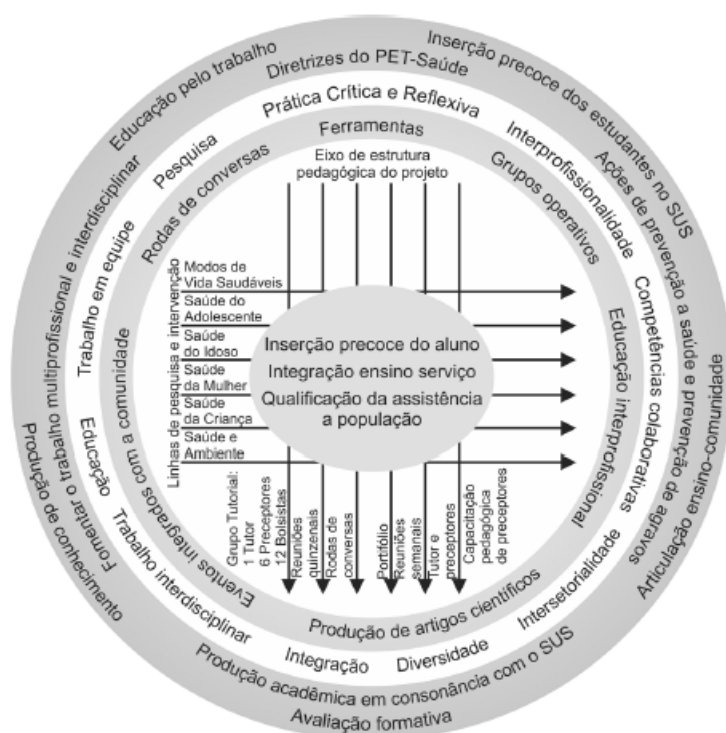 Educação pelo trabalho
Inserção precoce dos estudantes no SUS
Diretrizes do PET-Saúde
Ações de prevenção a saúde e prevenção de agravos
Articulação ensino-comunidade
Fomentar o trabalho multiprofissional e interdisciplinar
Produção de conhecimento
Produção acadêmica em consonância com o SUS
Avaliação formativa
Prática Crítica e Reflexiva
Interprofissionalidade
Competências colaborativas
Intersetorialidade
Diversidade
Integração
Trabalho interdisciplinar
Educação
Trabalho em equipe
Pesquisa
Ferramentas
Grupos operativos
Educação interprofissional
Produção de artigos científicos
Eventos integrados com a comunidade
Rodas de conversas
Eixo de estrutura
pedagógica do projeto
Linhas de pesquisa e intervenção
Modos de
Vida Saudáveis
Saúde do
Adolescente
Saúde
do Idoso
Saúde
da Mulher
Saúde
da Criança
Saúde e
Ambiente
Inserção precoce do aluno
Integração ensino serviço
Qualificação da assistência
a população
Grupo Tutorial:
1 Tutor
6 Preceptores
12 Bolsistas
Reuniões
quinzenais
Rodas de
conversas
Portifólio
Reuniões
semanais
Tutor e
preceptores
Capacitação
pedagógica
de preceptores